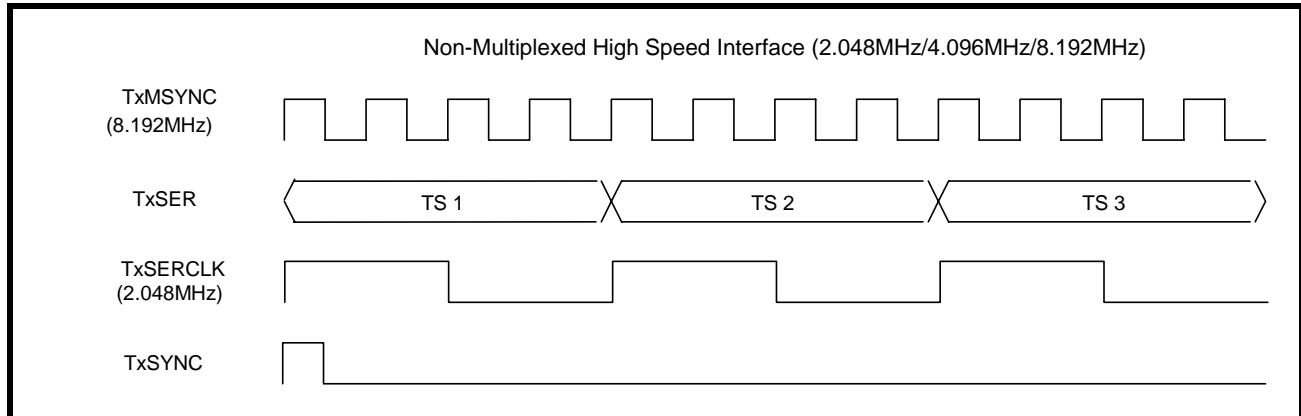 Non-Multiplexed High Speed Interface (2.048MHz/4.096MHz/8.192MHz)
TxMSYNC
(8.192MHz)
TxSER
TS 1
TS 2
TS 3
TxSERCLK
(2.048MHz)
TxSYNC